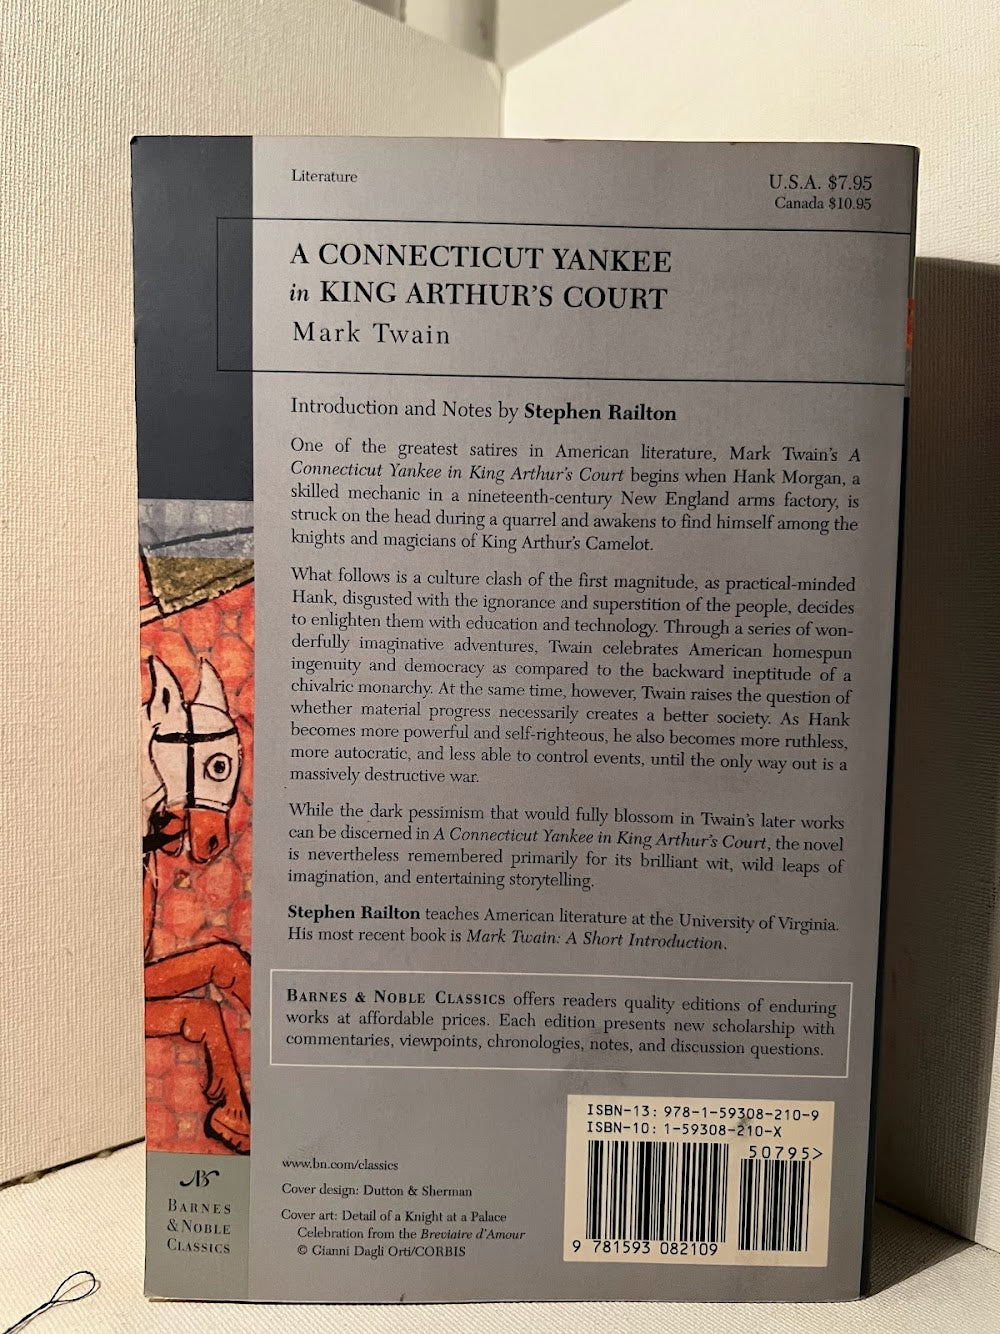 Literature
U.S.A. $7.95
Canada $10.95
A CONNECTICUT YANKEE
in KING ARTHUR'S COURT
Mark Twain
Introduction and Notes by Stephen Railton
One of the greatest satires in American literature, Mark Twain's A
Connecticut Yankee in King Arthur's Court begins when Hank Morgan, a
skilled mechanic in a nineteenth-century New England arms factory, is
struck on the head during a quarrel and awakens to find himself among the
knights and magicians of King Arthur's Camelot.
What follows is a culture clash of the first magnitude, as practical-minded
Hank, disgusted with the ignorance and superstition of the people, decides
to enlighten them with education and technology. Through a series of won-
derfully imaginative adventures, Twain celebrates American homespun
ingenuity and democracy as compared to the backward ineptitude of a
chivalric monarchy. At the same time, however, Twain raises the question of
whether material progress necessarily creates a better society. As Hank
becomes more powerful and self-righteous, he also becomes more ruthless,
more autocratic, and less able to control events, until the only way out is a
massively destructive war.
While the dark pessimism that would fully blossom in Twain's later works
can be discerned in A Connecticut Yankee in King Arthur's Court, the novel
is nevertheless remembered primarily for its brilliant wit, wild leaps of
imagination, and entertaining storytelling.
Stephen Railton teaches American literature at the University of Virginia.
His most recent book is Mark Twain: A Short Introduction.
BARNES & NOBLE CLASSICS offers readers quality editions of enduring
works at affordable prices. Each edition presents new scholarship with
commentaries, viewpoints, chronologies, notes, and discussion questions.
ISBN-13: 978-1-59308-210-9
ISBN-10: 1-59308-210-X
50795>
9 781593 082109
www.bn.com/classics
Cover design: Dutton & Sherman
Cover art: Detail of a Knight at a Palace
Celebration from the Breviaire d'Amour
© Gianni Dagli Orti/CORBIS
BARNES
& NOBLE
CLASSICS